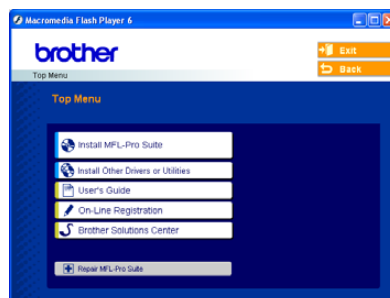 Macromedia Flash Player 6
brother
Exit
Back
Top Menu
Top Menu
Install MFL-Pro Suite
Install Other Drivers or Utilities
User's Guide
On-Line Registration
Brother Solutions Center
Repair MFL-Pro Suite